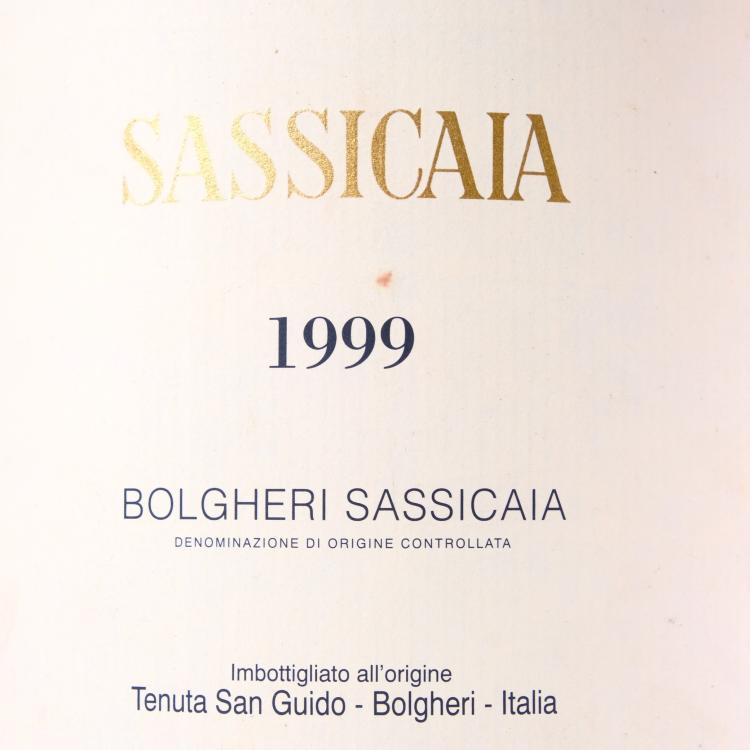 SASSICAIA
1999
BOLGHERI SASSICAIA
DENOMINAZIONE DI ORIGINE CONTROLLATA
Imbottigliato all'origine
Tenuta San Guido - Bolgheri - Italia